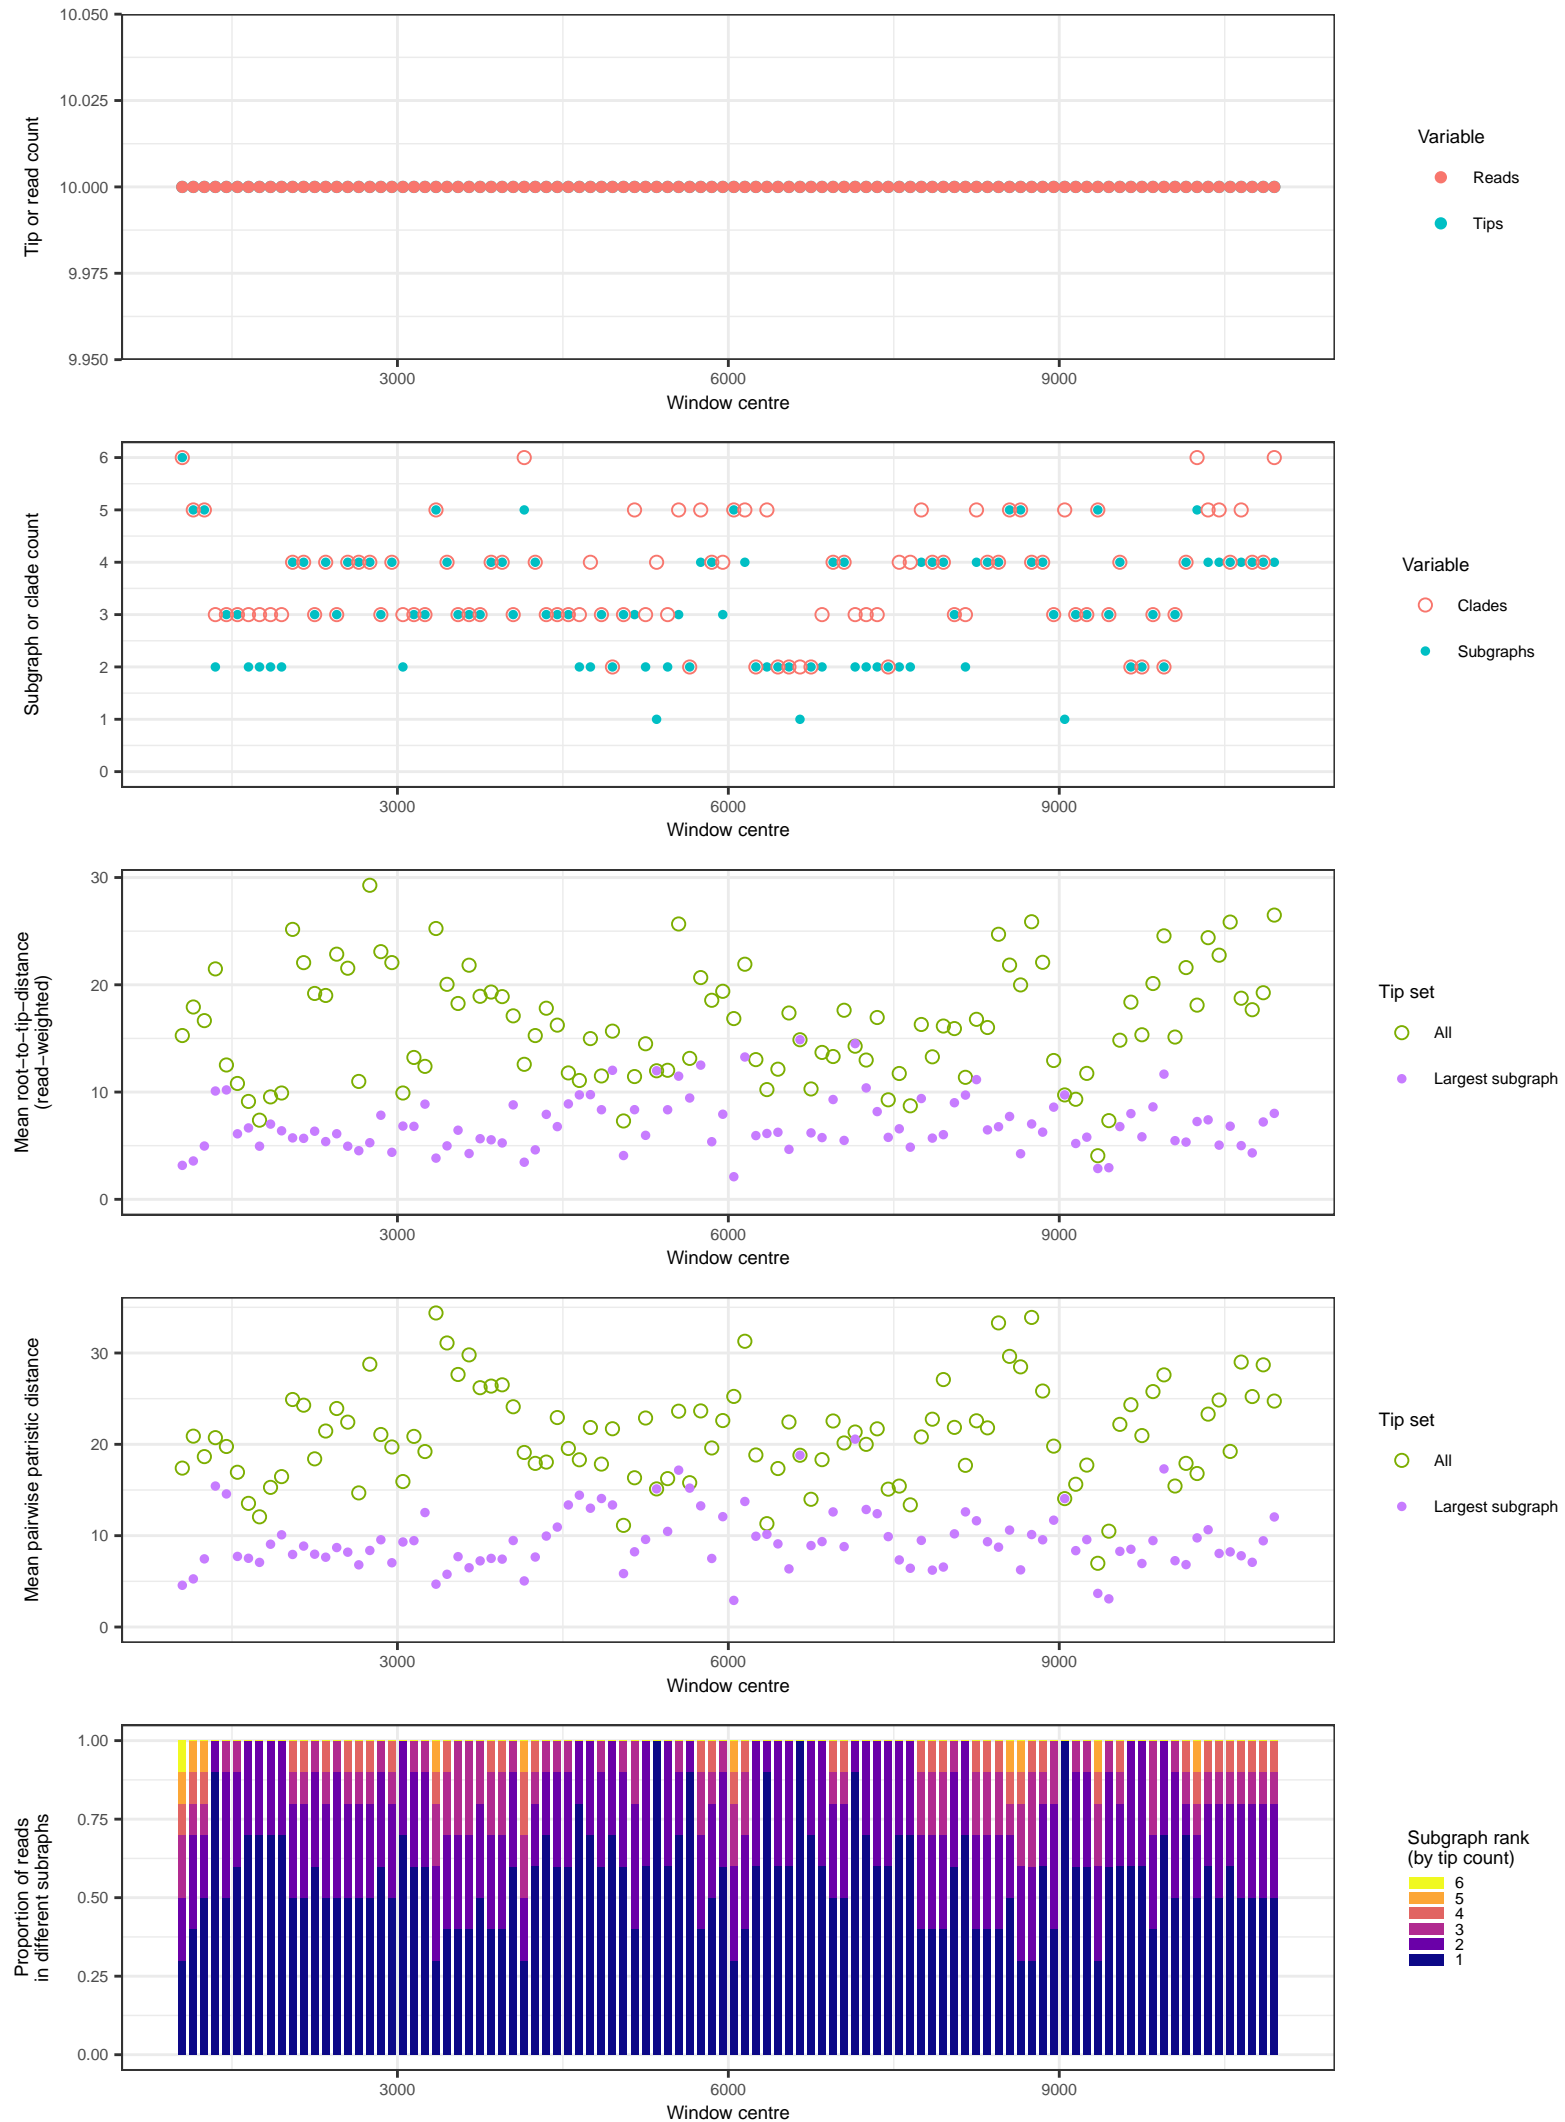 10.050
10.025
10.000
9.975
9.950
Tip or read count
3000 6000 9000
Window centre
Variable
Reads
Tips
6
5
4
3
2
1
0
Subgraph or clade count
3000 6000 9000
Window centre
Variable
Clades
Subgraphs
30
20
10
0
Mean root−to−tip−distance
(read−weighted)
3000 6000 9000
Window centre
Tip set
All
Largest subgraph
30
20
10
0
Mean pairwise patristic distance
3000 6000 9000
Window centre
Tip set
All
Largest subgraph
1.00
0.75
0.50
0.25
0.00
Proportion of reads
in different subraphs
3000 6000 9000
Window centre
Subgraph rank
(by tip count)
6
5
4
3
2
1